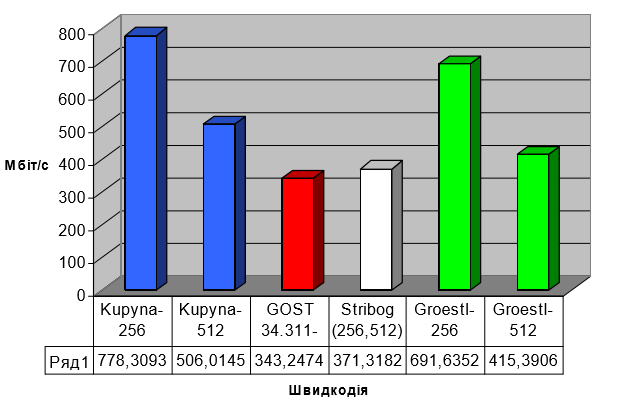 800
700
600
500
400
300
200
100
0
Мбіт/с
Kupyna-256
Kupyna-512
GOST 34.311-
Stribog (256,512)
Groestl-256
Groestl-512
Ряд1 778,3093 506,0145 343,2474 371,3182 691,6352 415,3906
Швидкодія